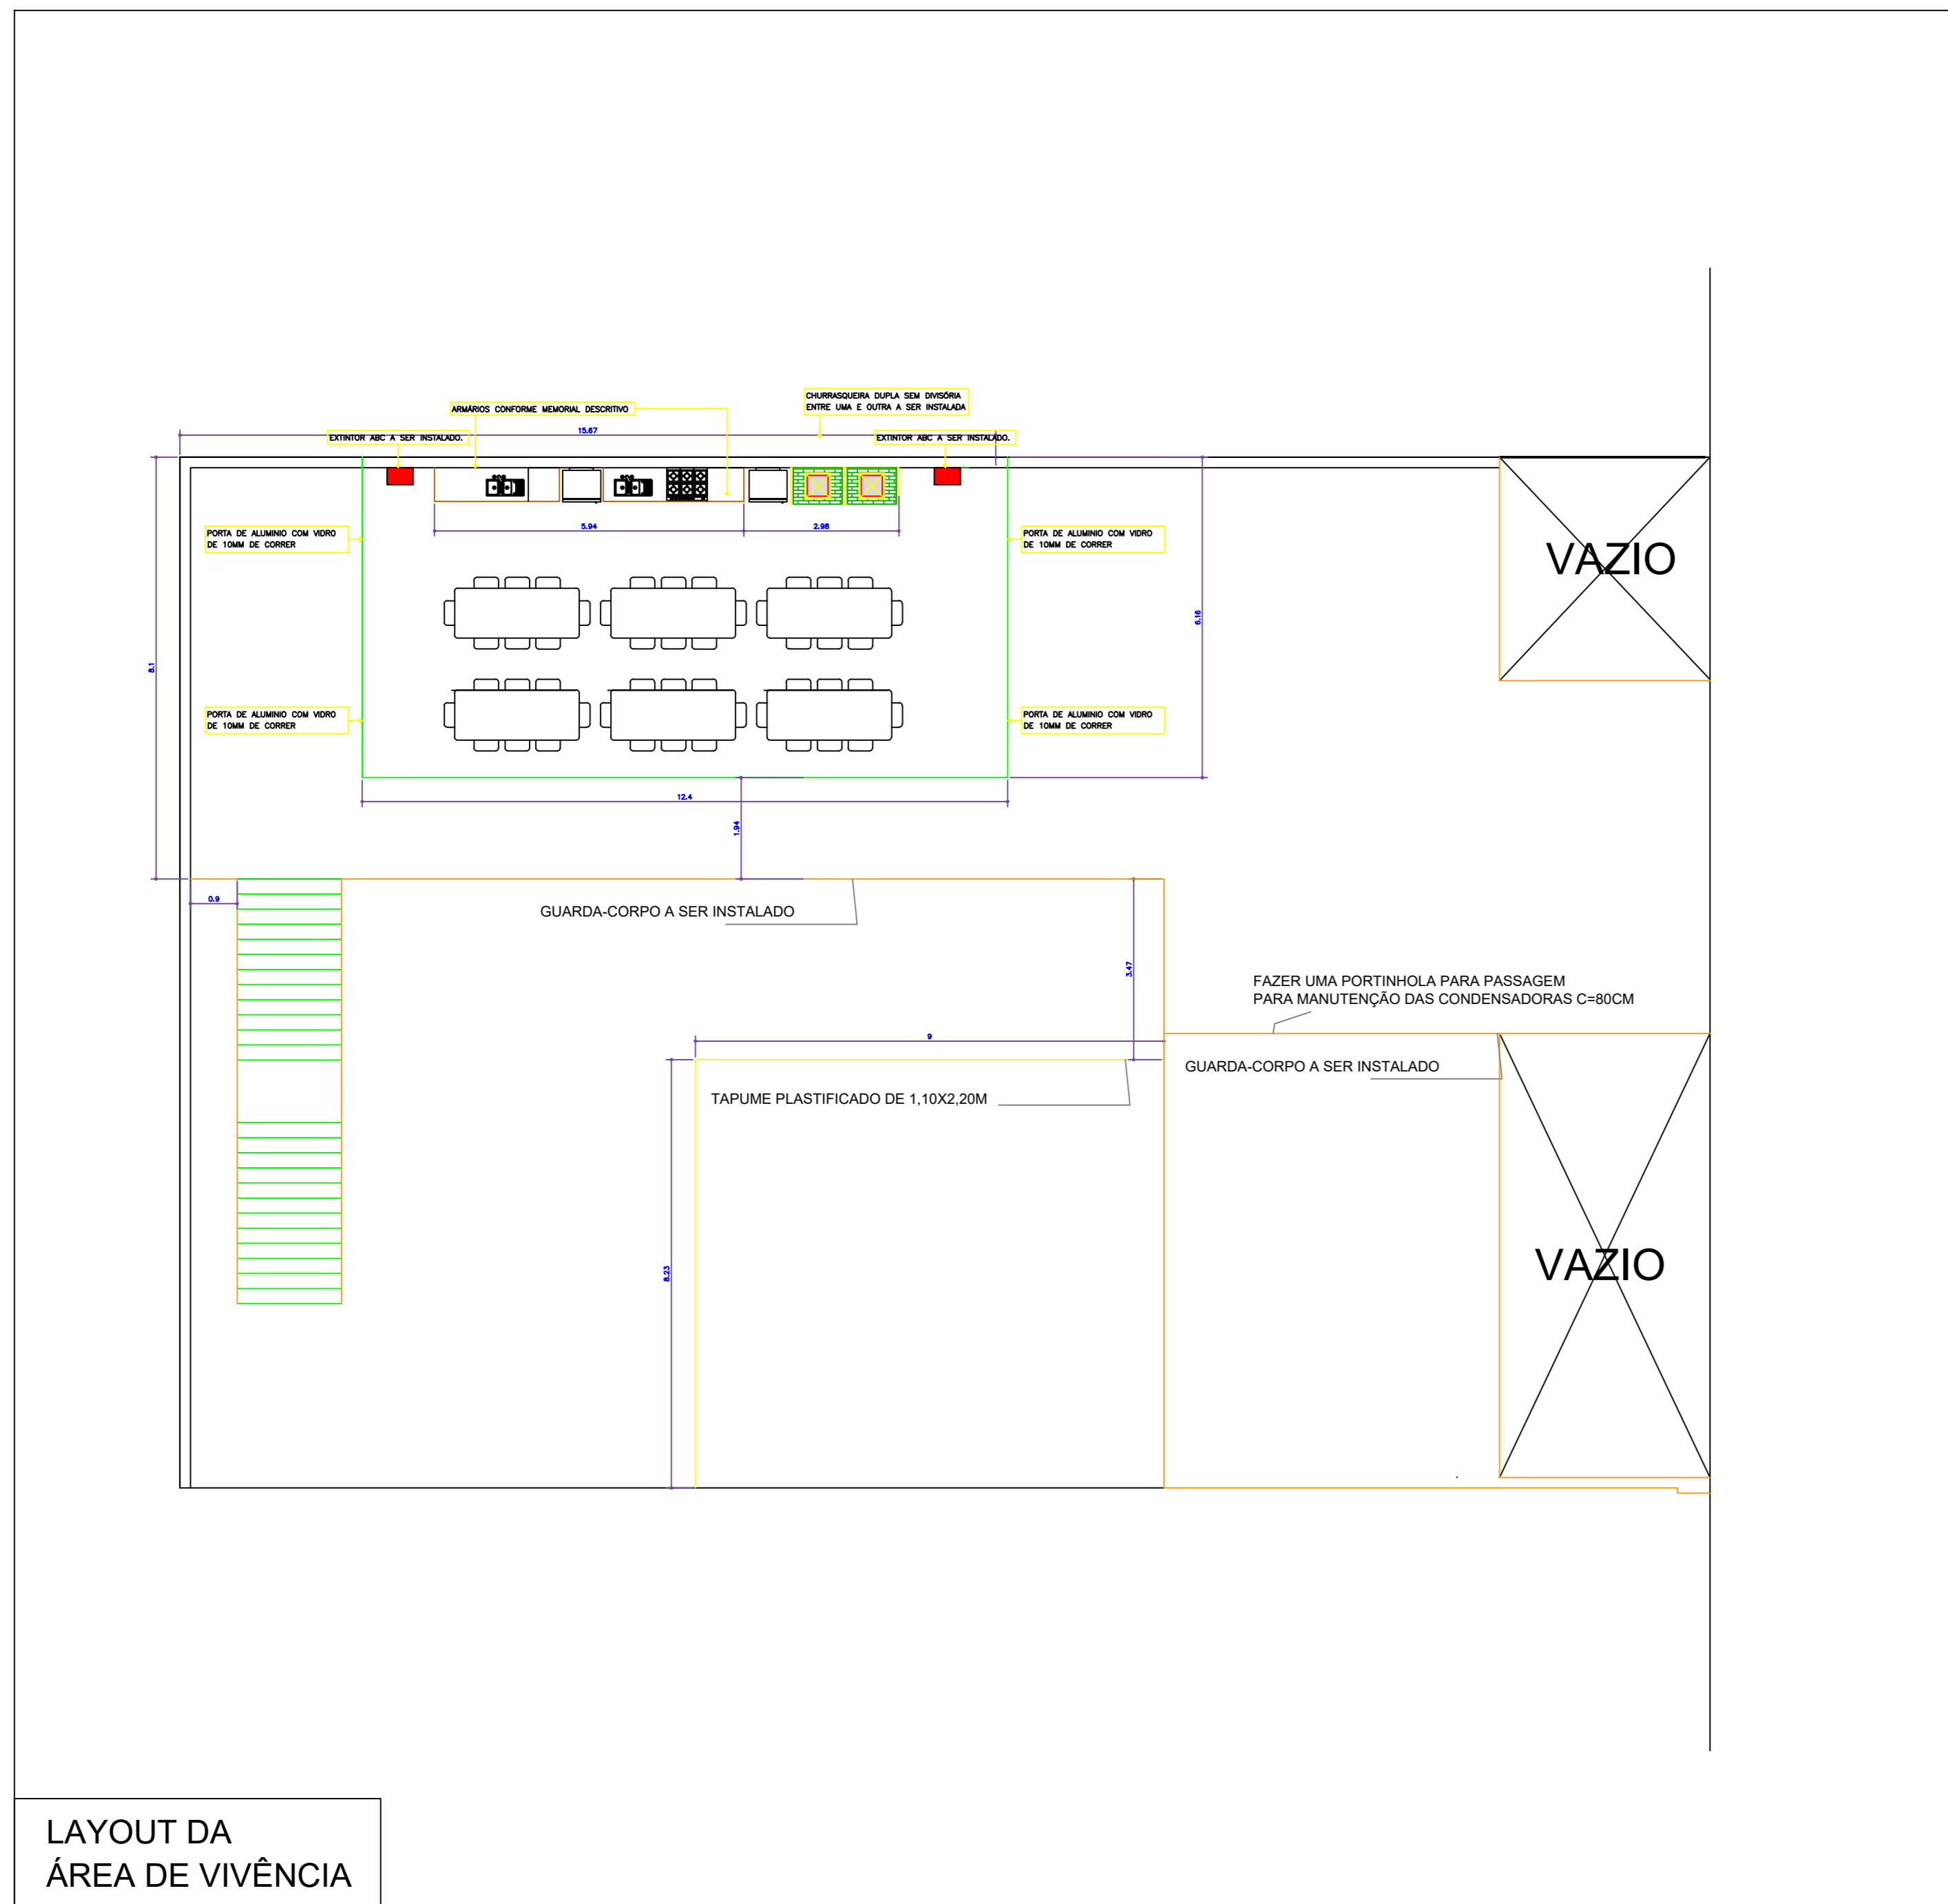 CHURRASQUEIRA DUPLA SEM DIVISÓRIA
ENTRE UMA E OUTRA A SER INSTALADA
ARMÁRIOS CONFORME MEMORIAL DESCRITIVO
15.67
EXTINTOR ABC A SER INSTALADO.
EXTINTOR ABC A SER INSTALADO.
5.94
2.98
PORTA DE ALUMINIO COM VIDRO
DE 10MM DE CORRER
PORTA DE ALUMINIO COM VIDRO
DE 10MM DE CORRER
VAZIO
6.16
8.1
PORTA DE ALUMINIO COM VIDRO
DE 10MM DE CORRER
PORTA DE ALUMINIO COM VIDRO
DE 10MM DE CORRER
12.4
1.94
0.9
GUARDA-CORPO A SER INSTALADO
3.47
FAZER UMA PORTINHOLA PARA PASSAGEM
PARA MANUTENÇÃO DAS CONDENSADORAS C=80CM
9
GUARDA-CORPO A SER INSTALADO
TAPUME PLASTIFICADO DE 1,10X2,20M
8.23
VAZIO
LAYOUT DA
ÁREA DE VIVÊNCIA